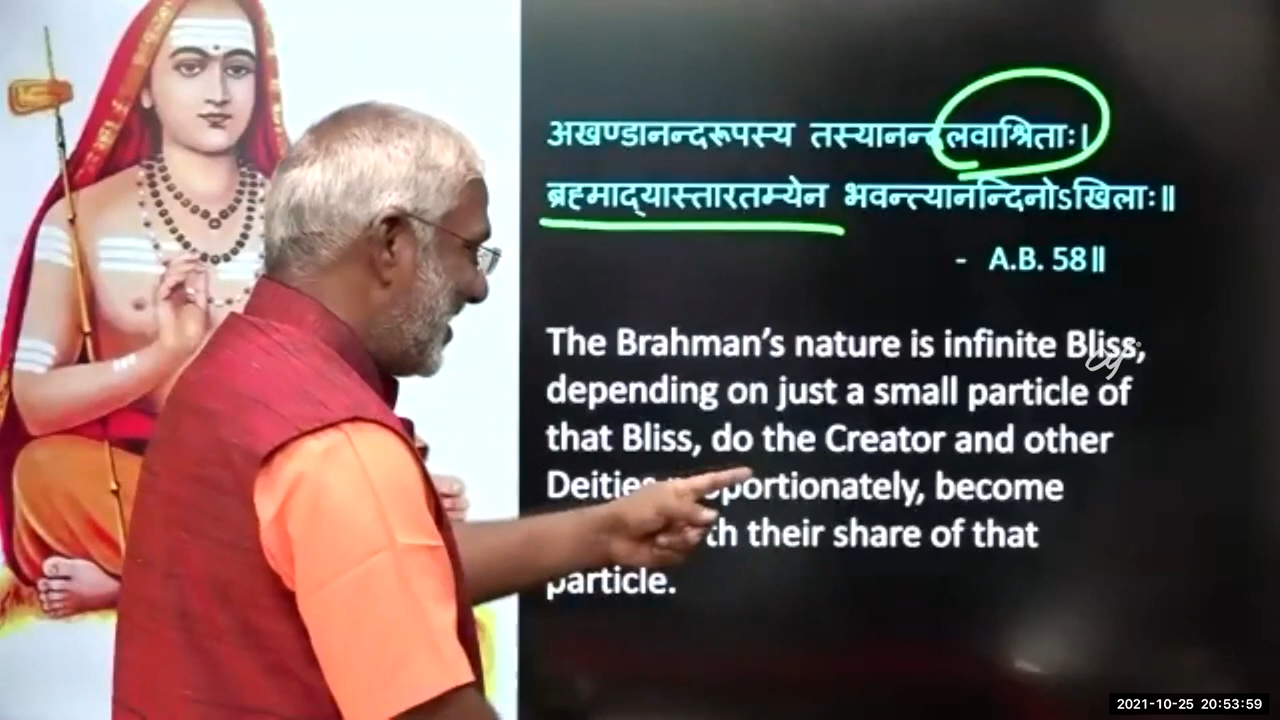 अखण्डानन्दरूपस्य तस्यानन्दलवाश्रिताः।
ब्रह्माद्यास्तारतम्येन भवन्त्यानन्दिनोऽखिलाः॥
- A.B. 58॥
The Brahman’s nature is infinite Bliss,
depending on just a small particle of
that Bliss, do the Creator and other
Deities proportionately, become
their share of that
particle.
2021-10-25 20:53:59